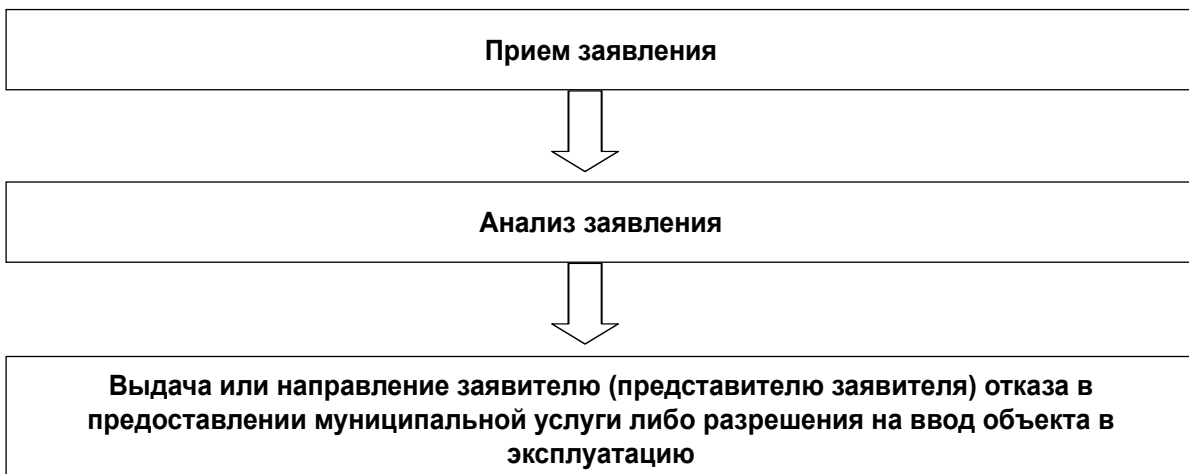 Прием заявления
Анализ заявления
Выдача или направление заявителю (представителю заявителя) отказа в
предоставлении муниципальной услуги либо разрешения на ввод объекта в
эксплуатацию